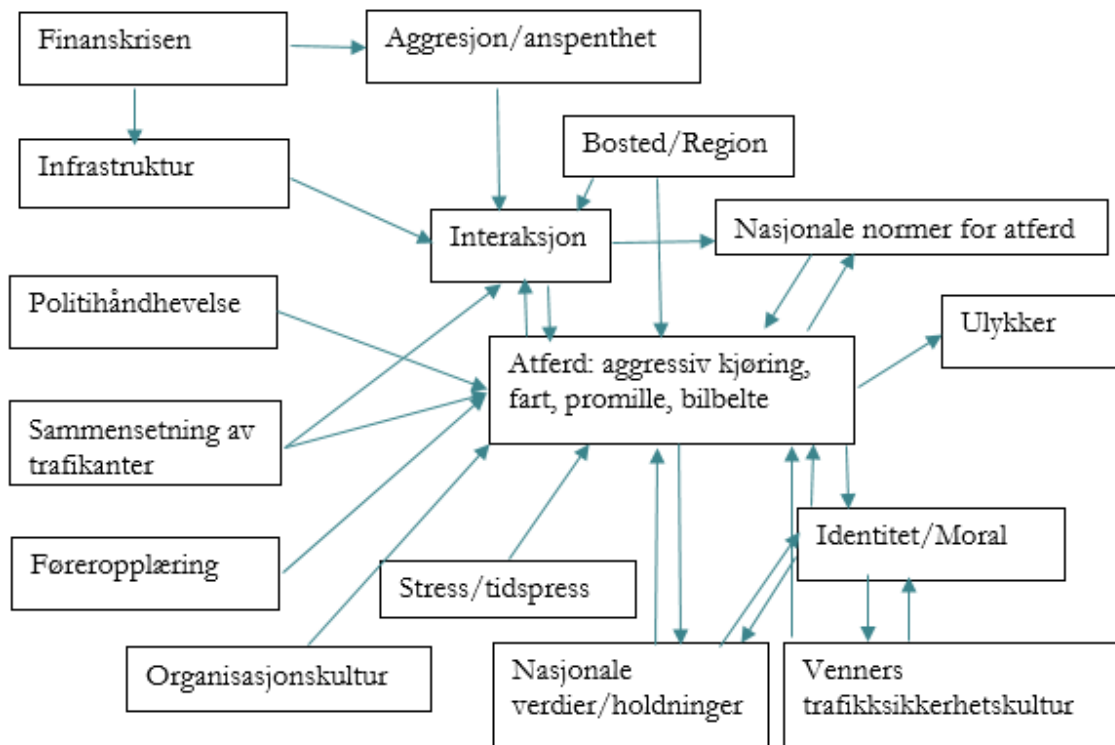 Finanskrisen
Aggresjon/anspenthet
Infrastruktur
Bosted/Region
Interaksjon
Nasjonale normer for atferd
Politihåndhevelse
Ulykker
Atferd: aggressiv kjøring,
fart, promille, bilbelte
Sammensetning av
trafikanter
Identitet/Moral
Føreropplæring
Stress/tidspress
Organisasjonskultur
Nasjonale
verdier/holdninger
Venners
trafikksikkerhetskultur